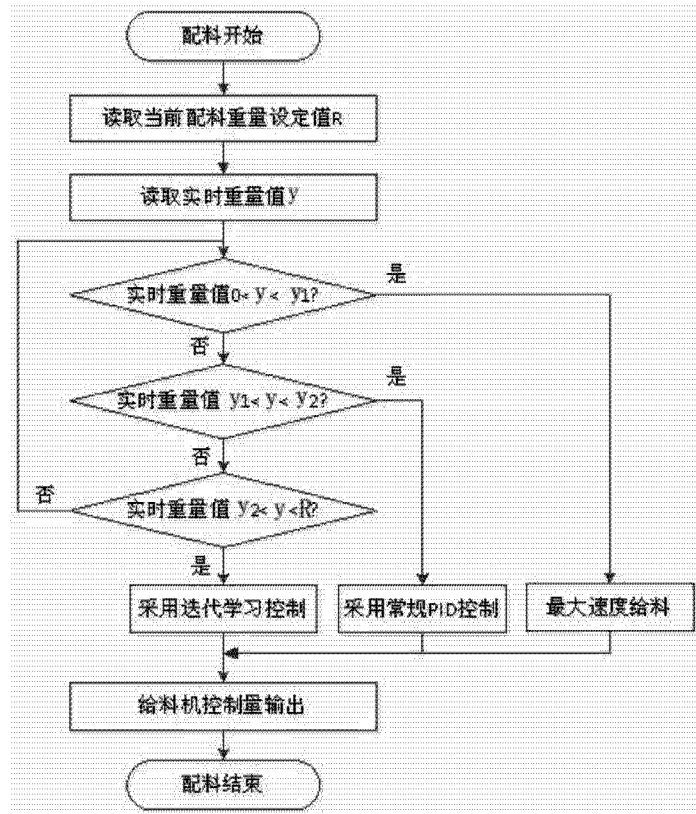 配料开始
读取当前配料重量设定值R
读取实时重量值y
实时重量值0<y<y1?
是
否
实时重量值 y1<y<y2?
是
否
实时重量值 y2<y<R?
否
是
采用迭代学习控制
采用常规PID控制
最大速度给料
给料机控制量输出
配料结束